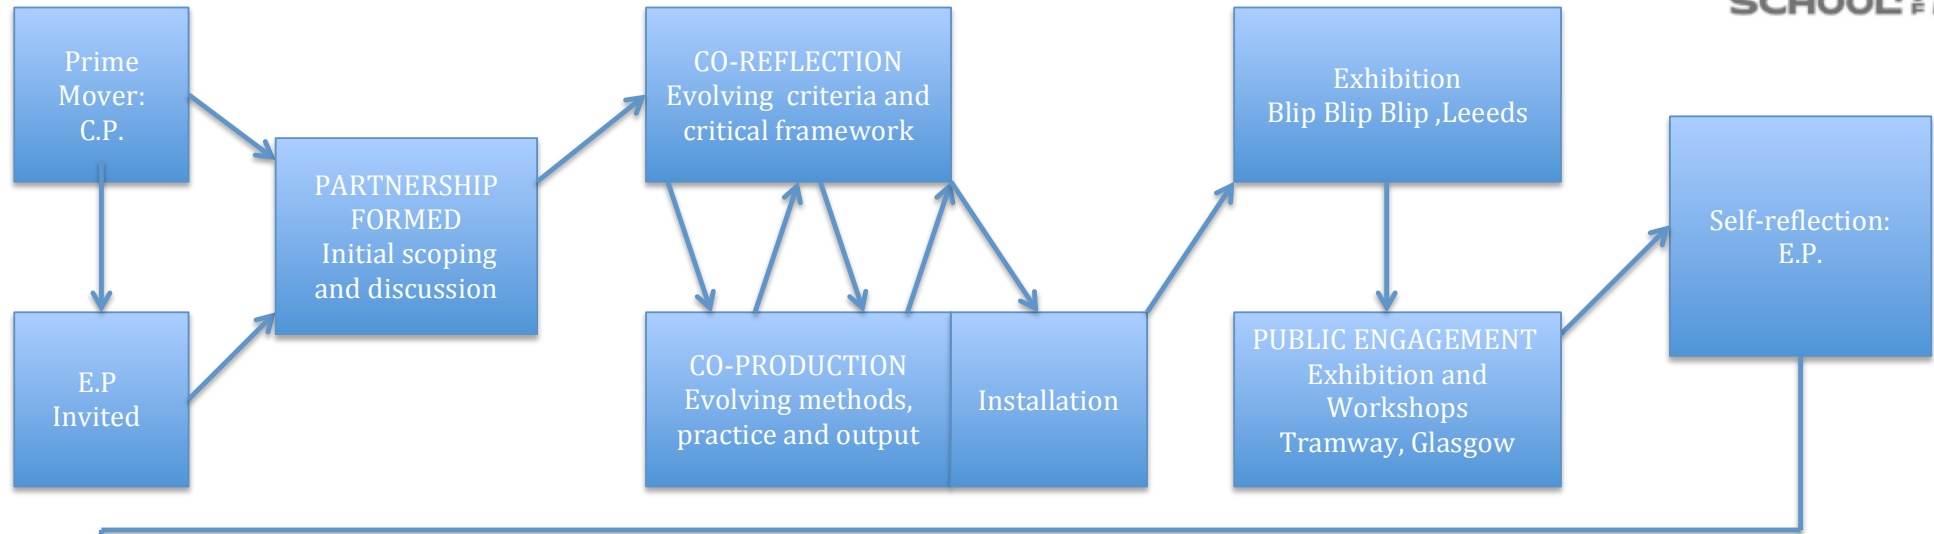 SCHOOL
Prime
Mover:
C.P.
E.P
Invited
PARTNERSHIP
FORMED
Initial scoping
and discussion
CO-REFLECTION
Evolving  criteria and
critical framework
CO-PRODUCTION
Evolving methods,
practice and output
Installation
Exhibition
Blip Blip Blip ,Leeeds
PUBLIC ENGAGEMENT
Exhibition and
Workshops
Tramway, Glasgow
Self-reflection:
E.P.